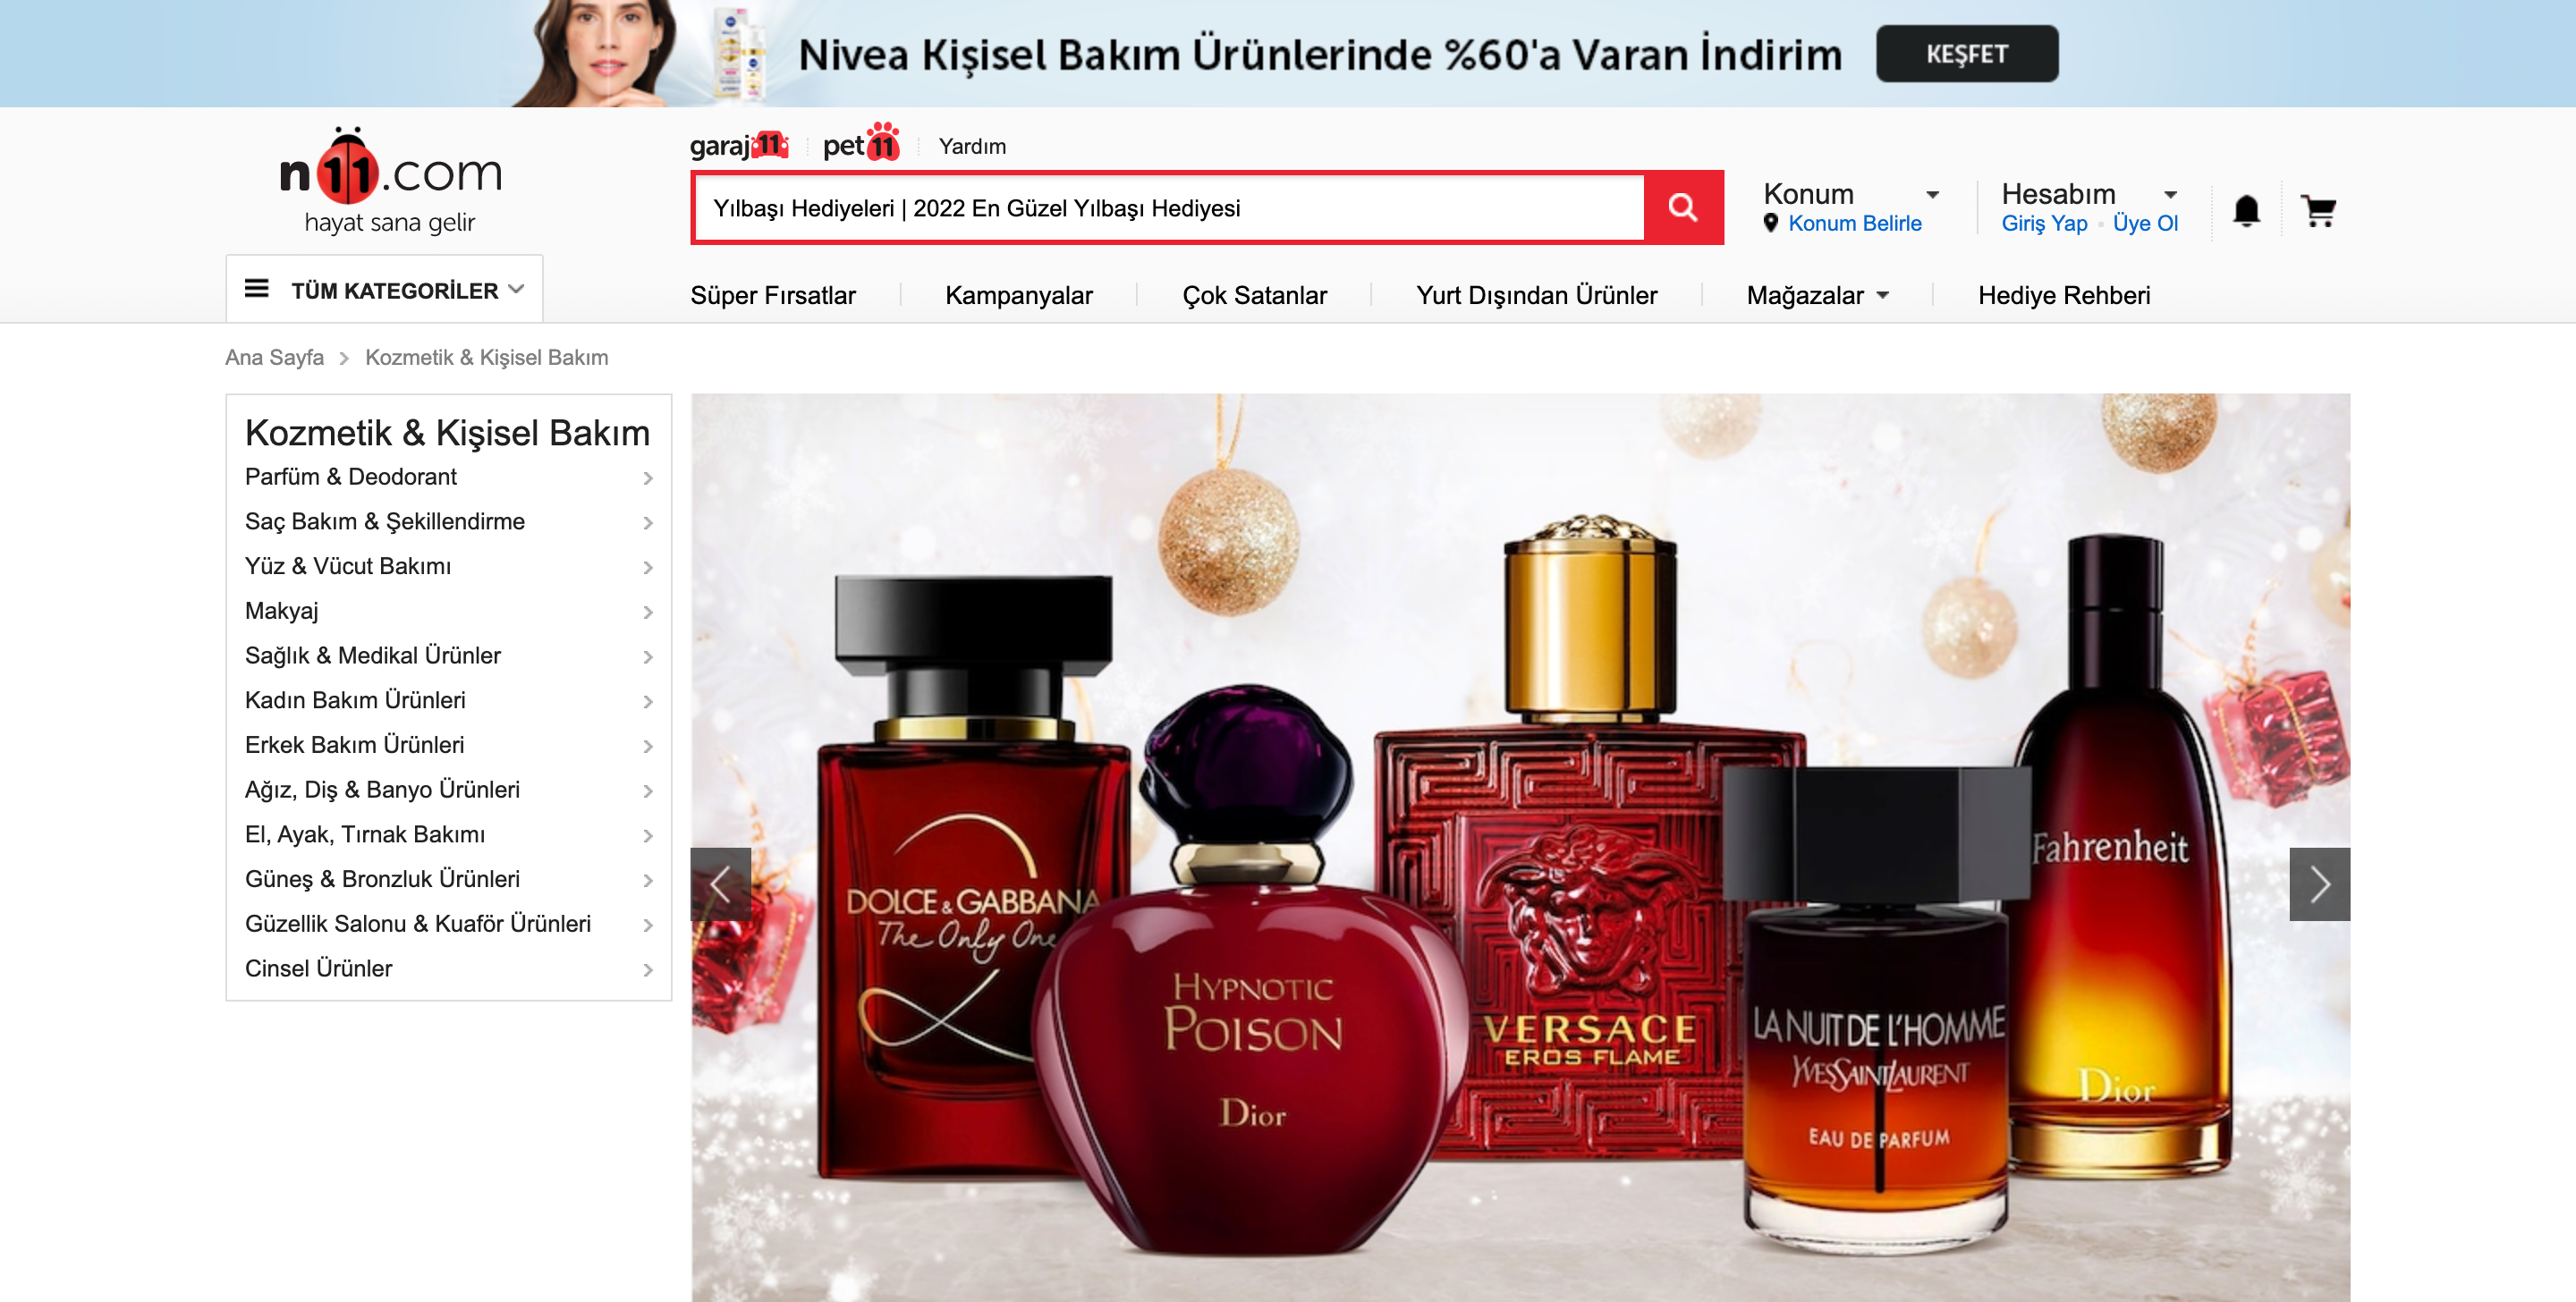 Nivea Kişisel Bakım Ürünlerinde %60'a Varan İndirim KEŞFET
garaj11 pet11 Yardım
n11.com
hayat sana gelir
Yılbaşı Hediyeleri | 2022 En Güzel Yılbaşı Hediyesi
Konum
Konum Belirle
Hesabım
Giriş Yap Üye Ol
TÜM KATEGORİLER
Süper Fırsatlar Kampanyalar Çok Satanlar Yurt Dışından Ürünler Mağazalar Hediye Rehberi
Ana Sayfa > Kozmetik & Kişisel Bakım
Kozmetik & Kişisel Bakım
Parfüm & Deodorant
Saç Bakım & Şekillendirme
Yüz & Vücut Bakımı
Makyaj
Sağlık & Medikal Ürünler
Kadın Bakım Ürünleri
Erkek Bakım Ürünleri
Ağız, Diş & Banyo Ürünleri
El, Ayak, Tırnak Bakımı
Güneş & Bronzluk Ürünleri
Güzellik Salonu & Kuaför Ürünleri
Cinsel Ürünler
DOLCE & GABBANA
The Only One
HYPNOTIC
POISON
Dior
VERSACE
EROS FLAME
LA NUIT DE L'HOMME
YVESSAINTLAURENT
EAU DE PARFUM
Fahrenheit
Dior